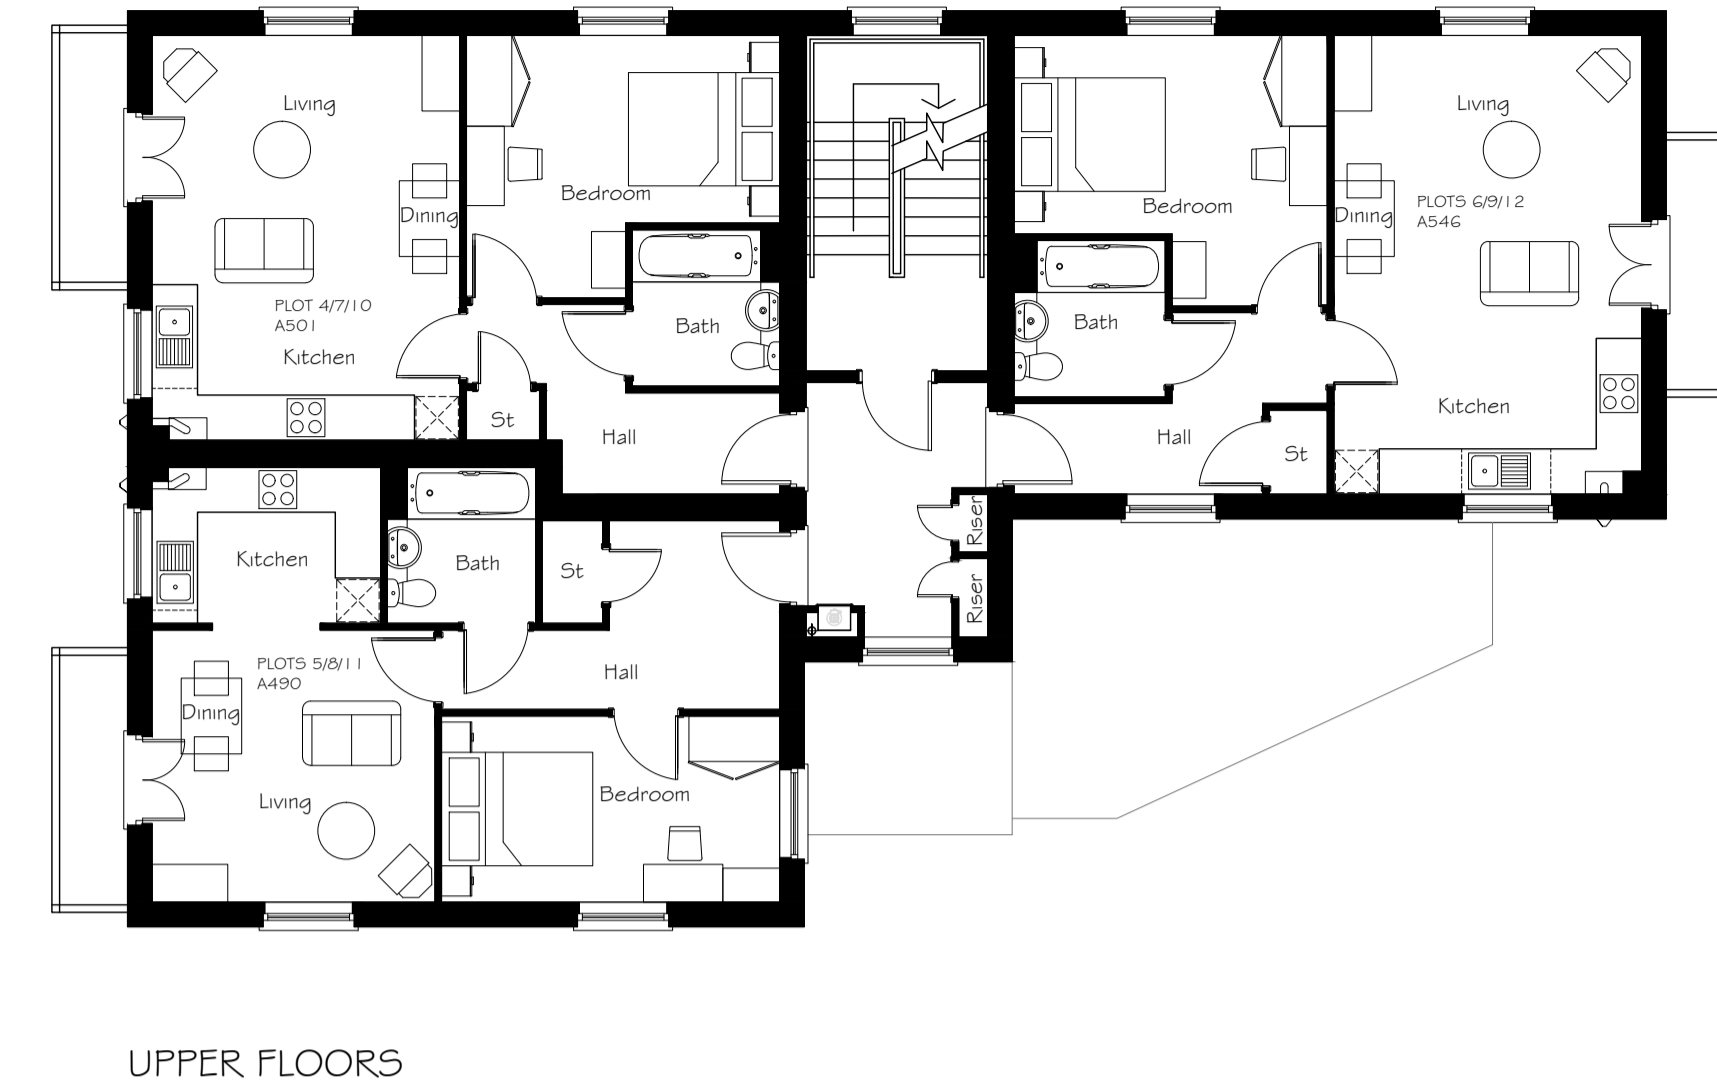 Living
Bedroom
Dining
PLOT 4/7/10
A501
Kitchen
Bath
St
Hall
Living
Bedroom
Dining
PLOTS 6/9/12
A546
Bath
Kitchen
Hall
St
Riser
Riser
Kitchen
Bath
St
PLOTS 5/8/11
A490
Hall
Dining
Living
Bedroom
UPPER FLOORS